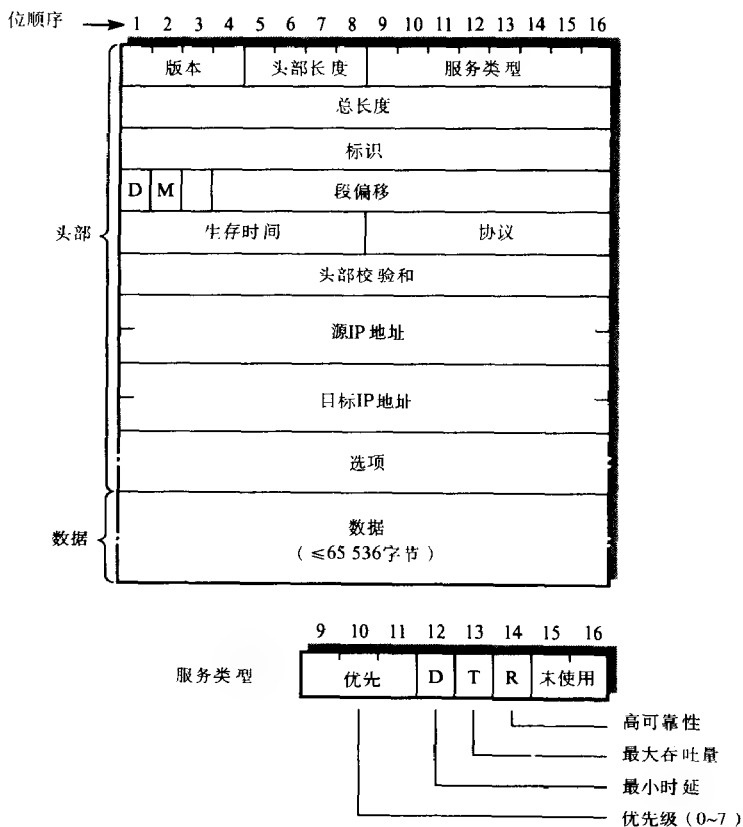 位顺序 1 2 3 4 5 6 7 8 9 10 11 12 13 14 15 16
版本 头部长度 服务类型
总长度
标识
D M 段偏移
生存时间 协议
头部校验和
头部
源IP地址
目标IP地址
选项
数据
数据
(≤65 536字节)
9 10 11 12 13 14 15 16
服务类型 优先 D T R 未使用
高可靠性
最大吞吐量
最小时延
优先级(0~7)